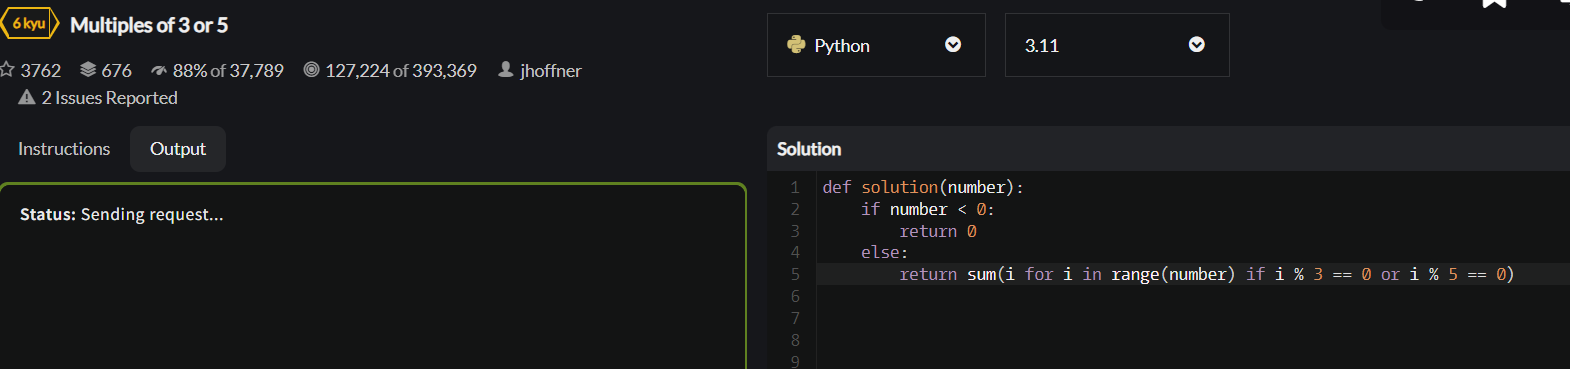 6 kyu Multiples of 3 or 5
3762 676 88% of 37,789 127,224 of 393,369 jhoffner
2 Issues Reported
Instructions Output
Status: Sending request...
Python 3.11
Solution
1 def solution(number):
2     if number < 0:
3         return 0
4     else:
5         return sum(i for i in range(number) if i % 3 == 0 or i % 5 == 0)
6
7
8
9